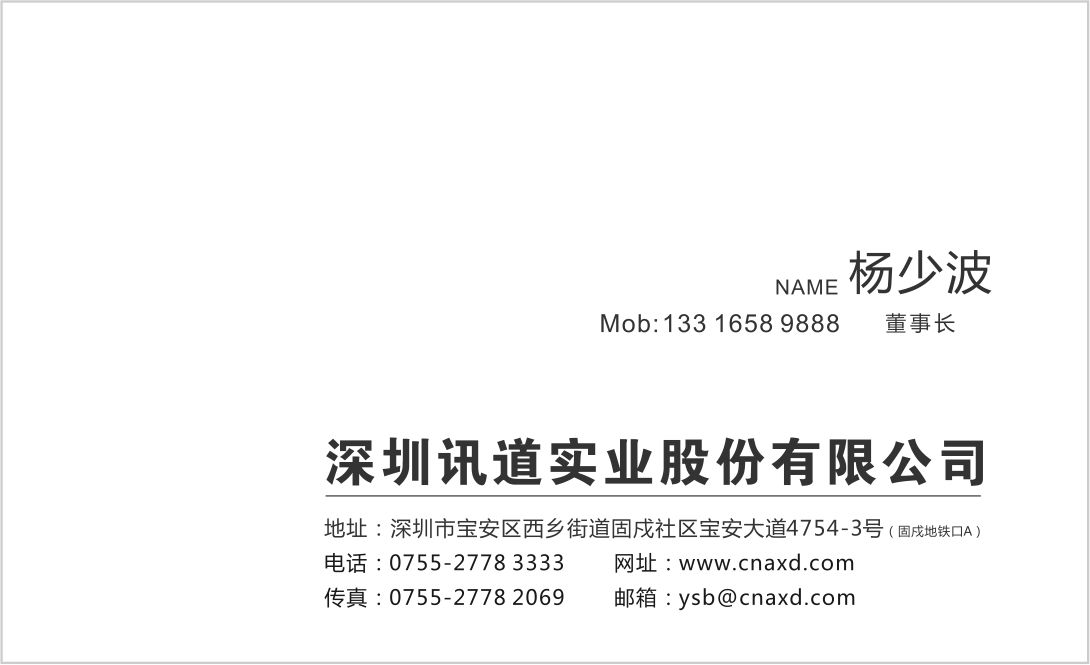 NAME 杨少波
Mob:133 1658 9888 董事长
深圳讯道实业股份有限公司
地址：深圳市宝安区西乡街道固戍社区宝安大道4754-3号（固戍地铁口A）
电话：0755-2778 3333 网址：www.cnaxd.com
传真：0755-2778 2069 邮箱：ysb@cnaxd.com